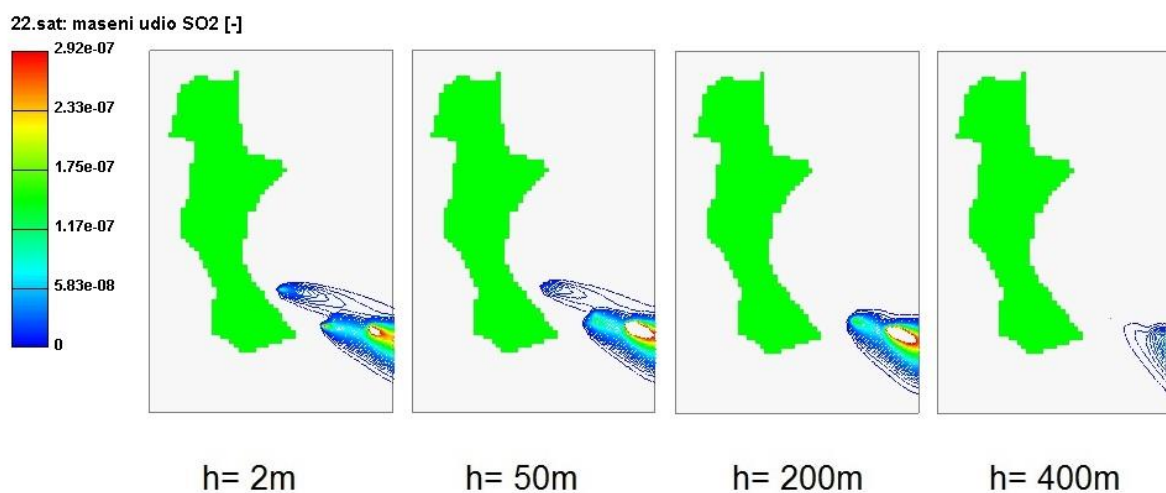 22.sat: maseni udio SO2 [-]
2.92e-07
2.33e-07
1.75e-07
1.17e-07
5.83e-08
0
h= 2m
h= 50m
h= 200m
h= 400m